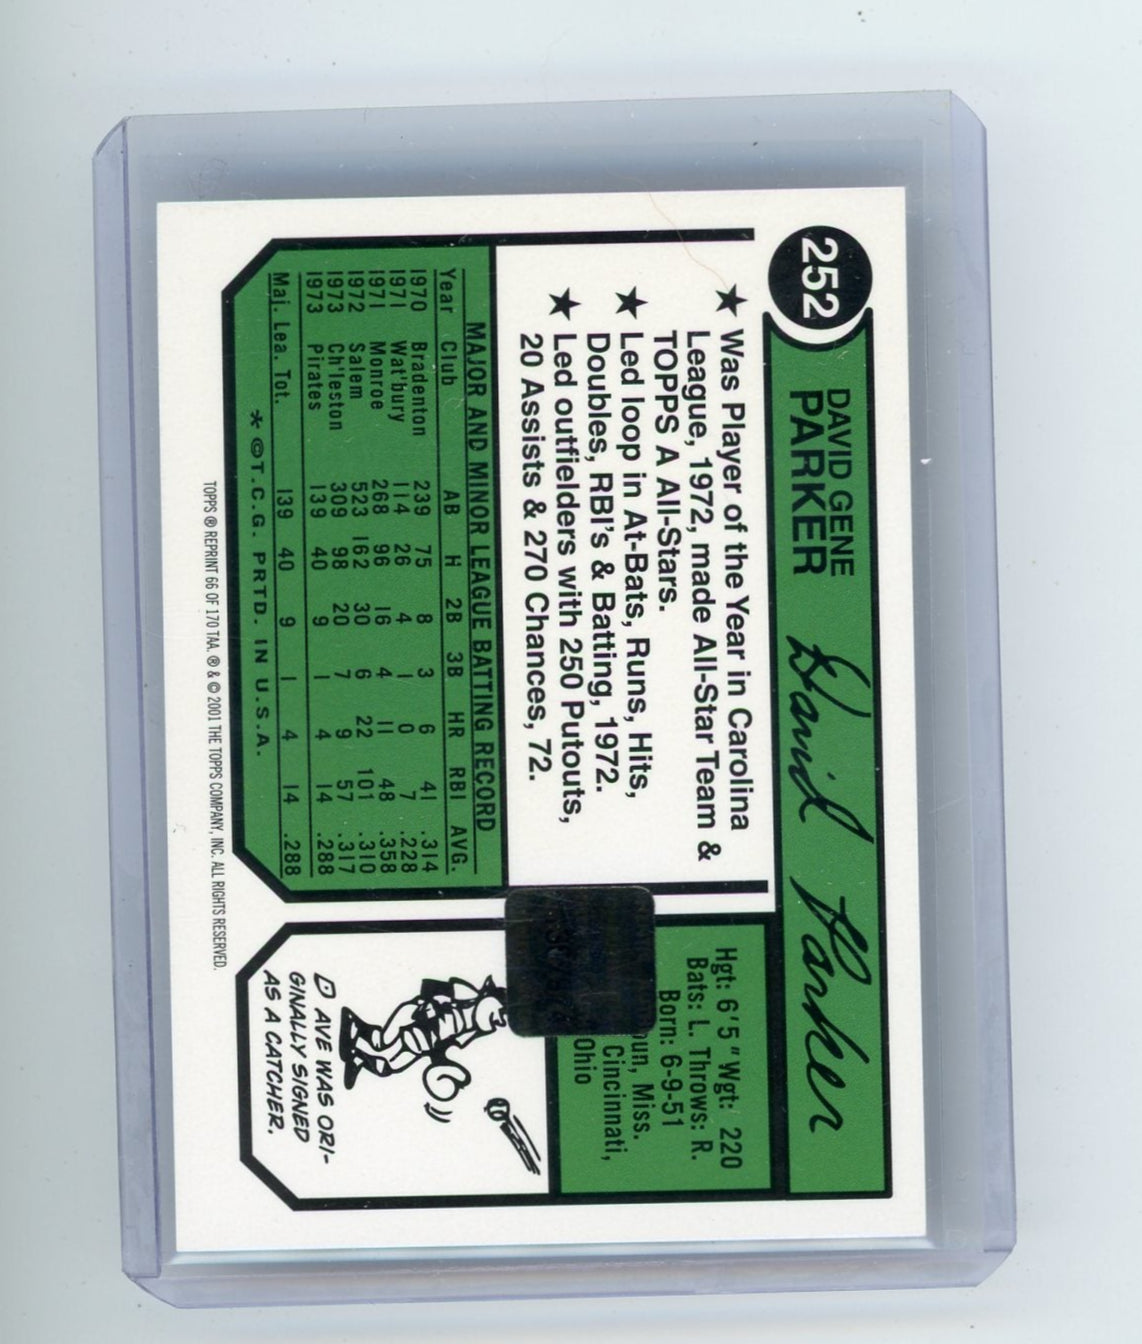 252
DAVID GENE
PARKER
David Parker
★ Was Player of the Year in Carolina
League, 1972, made All-Star Team &
TOPPS A All-Stars.
★ Led loop in At-Bats, Runs, Hits,
Doubles, RBI's & Batting, 1972.
★ Led outfielders with 250 Putouts,
20 Assists & 270 Chances, 72.
Hgt: 6'5" Wgt: 220
Bats: L. Throws: R.
Born: 6-9-51
Miss.
Cincinnati,
Ohio
MAJOR AND MINOR LEAGUE BATTING RECORD
Year Club AB H 2B 3B HR RBI AVG.
1970 Bradenton 239 75 8 3 6 41 .314
1971 Wat'bury 114 26 4 1 0 7 .228
1971 Monroe 268 96 16 4 11 48 .358
1972 Salem 523 162 30 6 22 101 .310
1973 Ch'leston 309 98 20 7 9 57 .317
1973 Pirates 139 40 9 1 4 14 .288
Maj. Lea. Tot. 139 40 9 1 4 14 .288
* ©T.C.G. PRTD. IN U.S.A.
DAVE WAS ORI-
GINALLY SIGNED
AS A CATCHER.
TOPPS ® REPRINT 66 OF 170 TAA. ® & © 2001 THE TOPPS COMPANY, INC. ALL RIGHTS RESERVED.